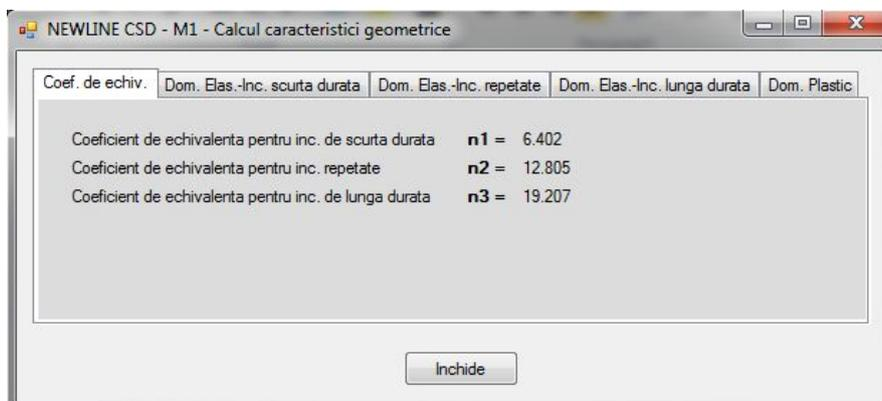 NEWLINE CSD - M1 - Calcul caracteristici geometrice
Coef. de echiv. Dom. Elas.-Inc. scurta durata Dom. Elas.-Inc. repetate Dom. Elas.-Inc. lunga durata Dom. Plastic
Coeficient de echivalenta pentru inc. de scurta durata n1 = 6.402
Coeficient de echivalenta pentru inc. repetate n2 = 12.805
Coeficient de echivalenta pentru inc. de lunga durata n3 = 19.207
Inchide